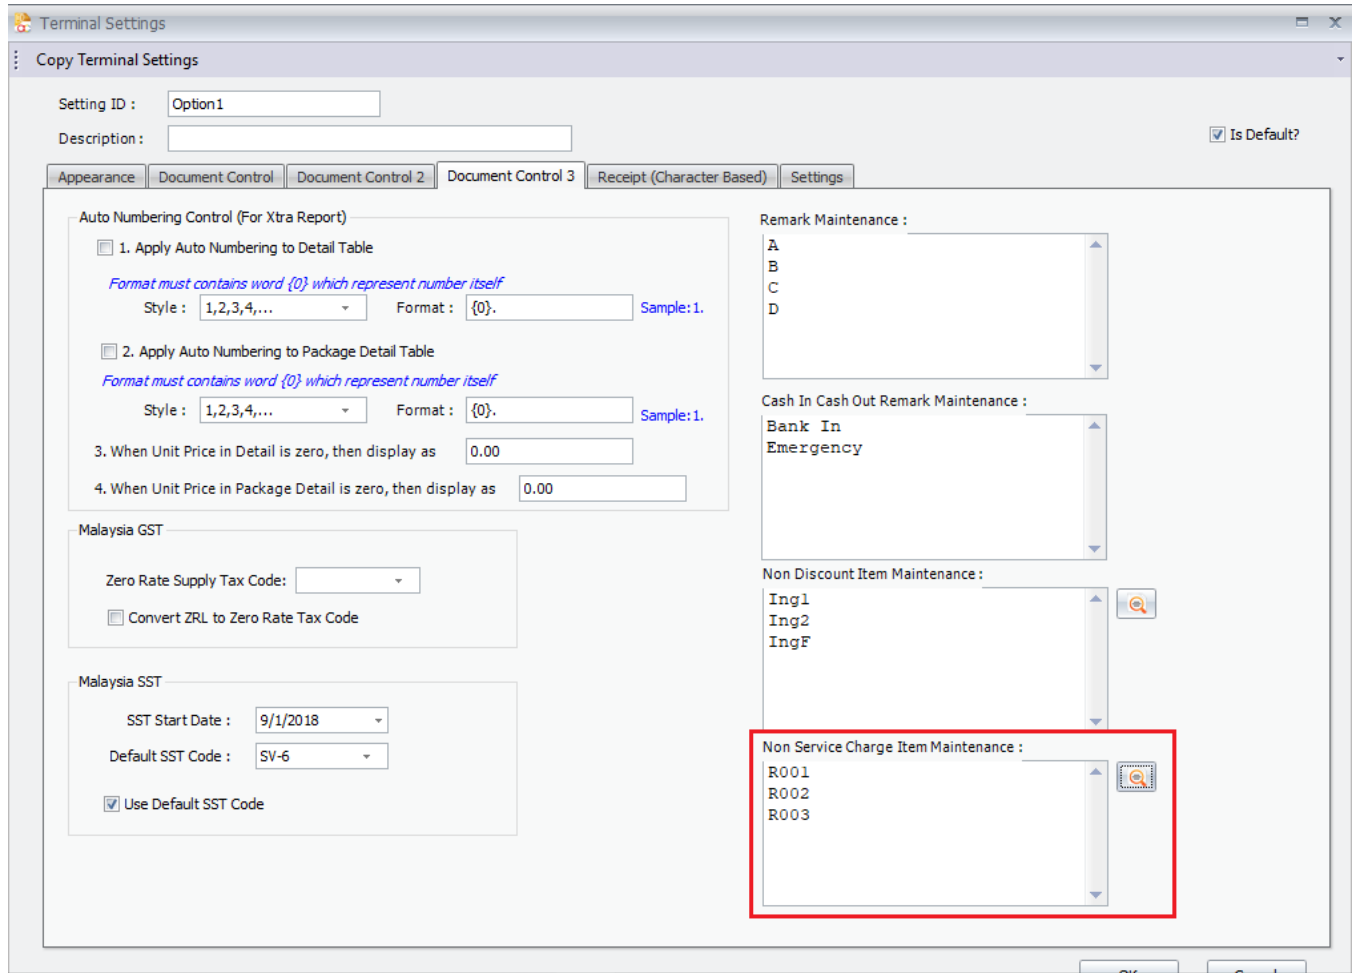 Terminal Settings
Copy Terminal Settings
Setting ID :
Option1
Description :
Is Default?
Appearance
Document Control
Document Control 2
Document Control 3
Receipt (Character Based)
Settings
Auto Numbering Control (For Xtra Report)
1. Apply Auto Numbering to Detail Table
Format must contains word {0} which represent number itself
Style : 1,2,3,4,... Format : {0}. Sample:1.
2. Apply Auto Numbering to Package Detail Table
Format must contains word {0} which represent number itself
Style : 1,2,3,4,... Format : {0}. Sample:1.
3. When Unit Price in Detail is zero, then display as 0.00
4. When Unit Price in Package Detail is zero, then display as 0.00
Malaysia GST
Zero Rate Supply Tax Code:
Convert ZRL to Zero Rate Tax Code
Malaysia SST
SST Start Date : 9/1/2018
Default SST Code : SV-6
Use Default SST Code
Remark Maintenance :
A
B
C
D
Cash In Cash Out Remark Maintenance :
Bank In
Emergency
Non Discount Item Maintenance :
Ing1
Ing2
IngF
Non Service Charge Item Maintenance :
R001
R002
R003